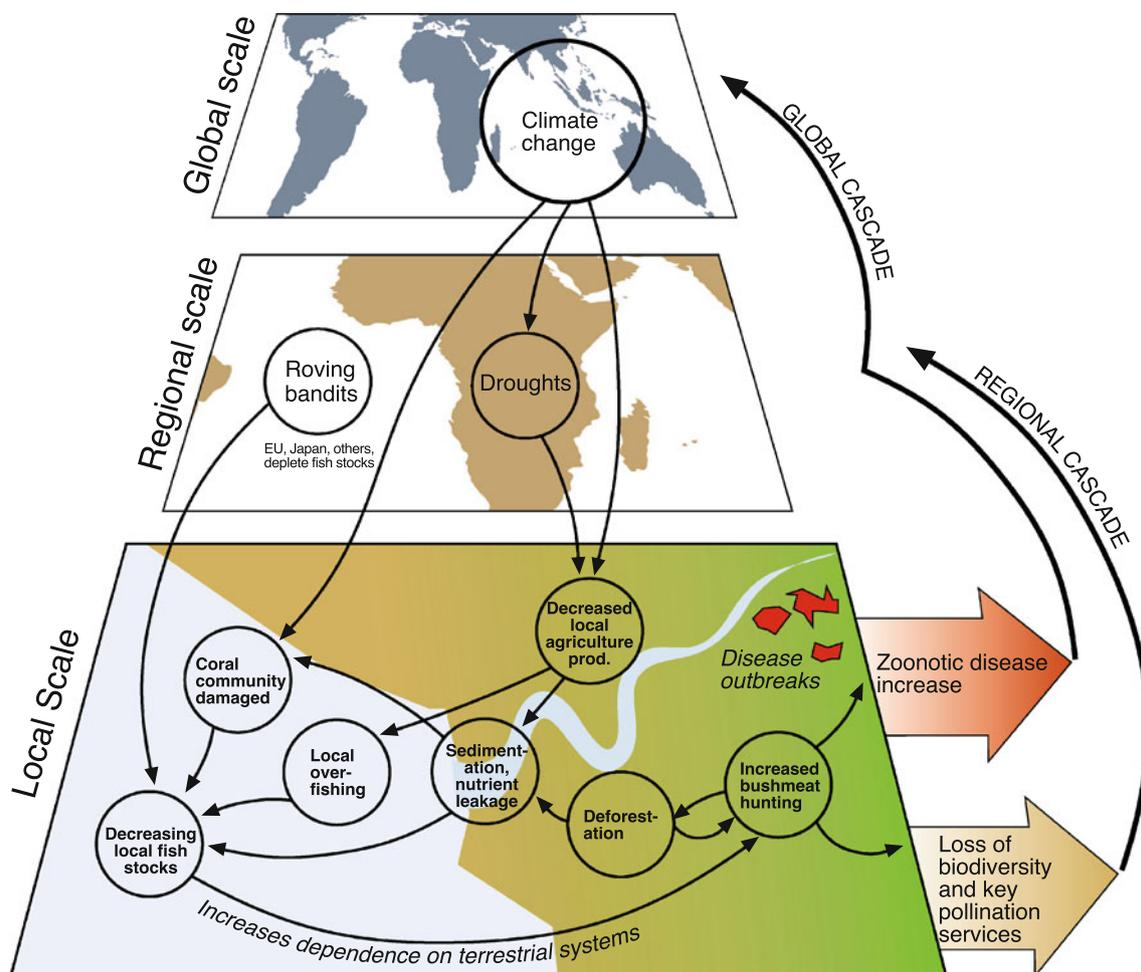 Global scale
Climate
change
GLOBAL CASCADE
Regional scale
Roving
bandits
EU, Japan, others,
deplete fish stocks
Droughts
REGIONAL CASCADE
Local Scale
Decreased
local
agriculture
prod.
Disease
outbreaks
Zoonotic disease
increase
Coral
community
damaged
Local
over-
fishing
Sediment-
ation,
nutrient
leakage
Increased
bushmeat
hunting
Deforest-
ation
Decreasing
local fish
stocks
Loss of
biodiversity
and key
pollination
services
Increases dependence on terrestrial systems